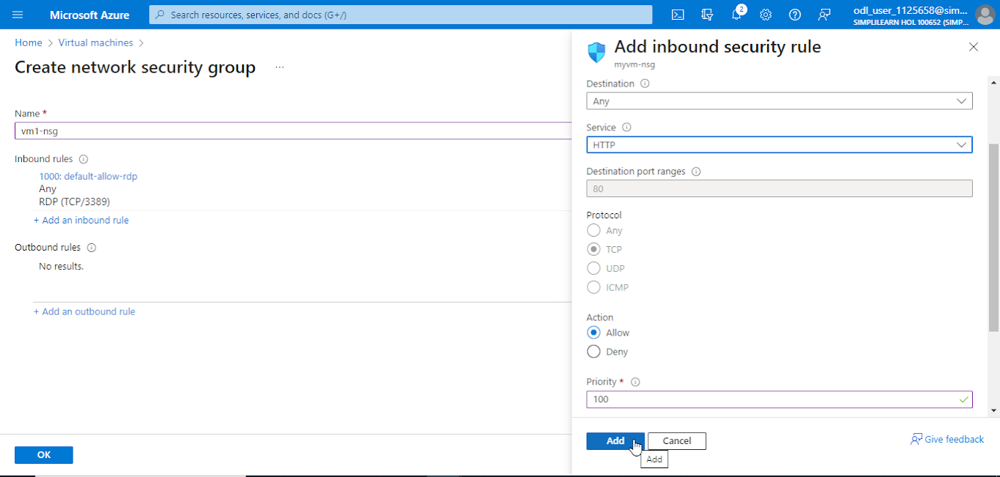 Microsoft Azure
Search resources, services, and docs (G+/)
2
odl_user_1125658@sim...
SIMPLILEARN HOL 100652 (SIMP...
Home > Virtual machines >
Create network security group ...
Name *
vm1-nsg
Inbound rules
1000: default-allow-rdp
Any
RDP (TCP/3389)
+ Add an inbound rule
Outbound rules
No results.
+ Add an outbound rule
OK
Add inbound security rule
myvm-nsg
Destination
Any
Service
HTTP
Destination port ranges
80
Protocol
Any
TCP
UDP
ICMP
Action
Allow
Deny
Priority *
100
Add
Cancel
Give feedback
Add